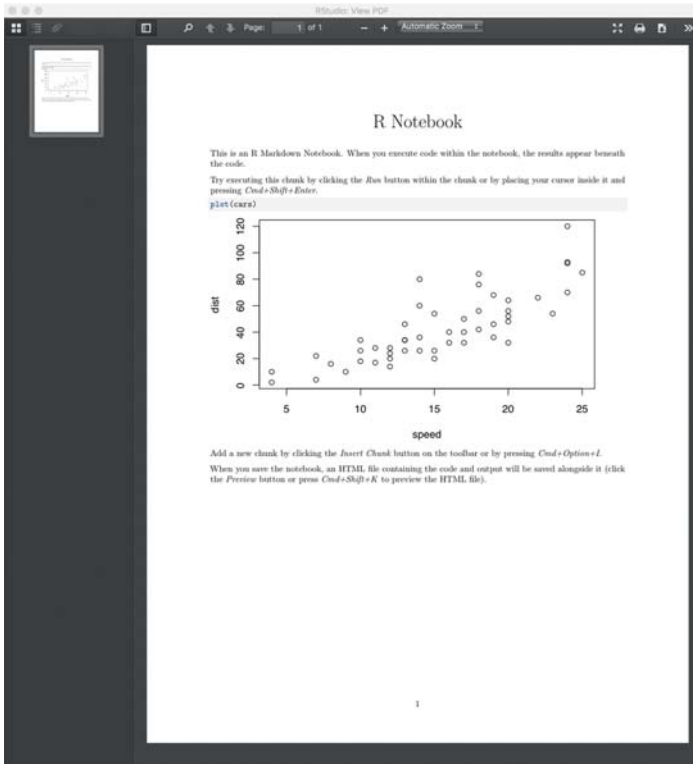 RStudio: View PDF
Page: 1 of 1 Automatic Zoom
R Notebook
This is an R Markdown Notebook. When you execute code within the notebook, the results appear beneath
the code.
Try executing this chunk by clicking the Run button within the chunk or by placing your cursor inside it and
pressing Cmd+Shift+Enter.
plot(cars)
120
100
80
60
40
20
0
dist
5 10 15 20 25
speed
Add a new chunk by clicking the Insert Chunk button on the toolbar or by pressing Cmd+Option+I.
When you save the notebook, an HTML file containing the code and output will be saved alongside it (click
the Preview button or press Cmd+Shift+K to preview the HTML file).
1